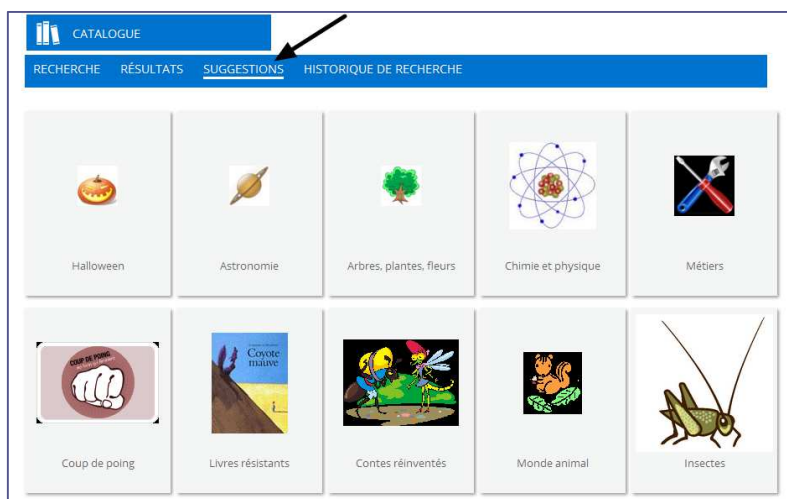 CATALOGUE
RECHERCHE RÉSULTATS SUGGESTIONS HISTORIQUE DE RECHERCHE
Halloween Astronomie Arbres, plantes, fleurs Chimie et physique Métiers
COUP DE POING
Coyote
mauve
Coup de poing Livres résistants Contes réinventés Monde animal Insectes